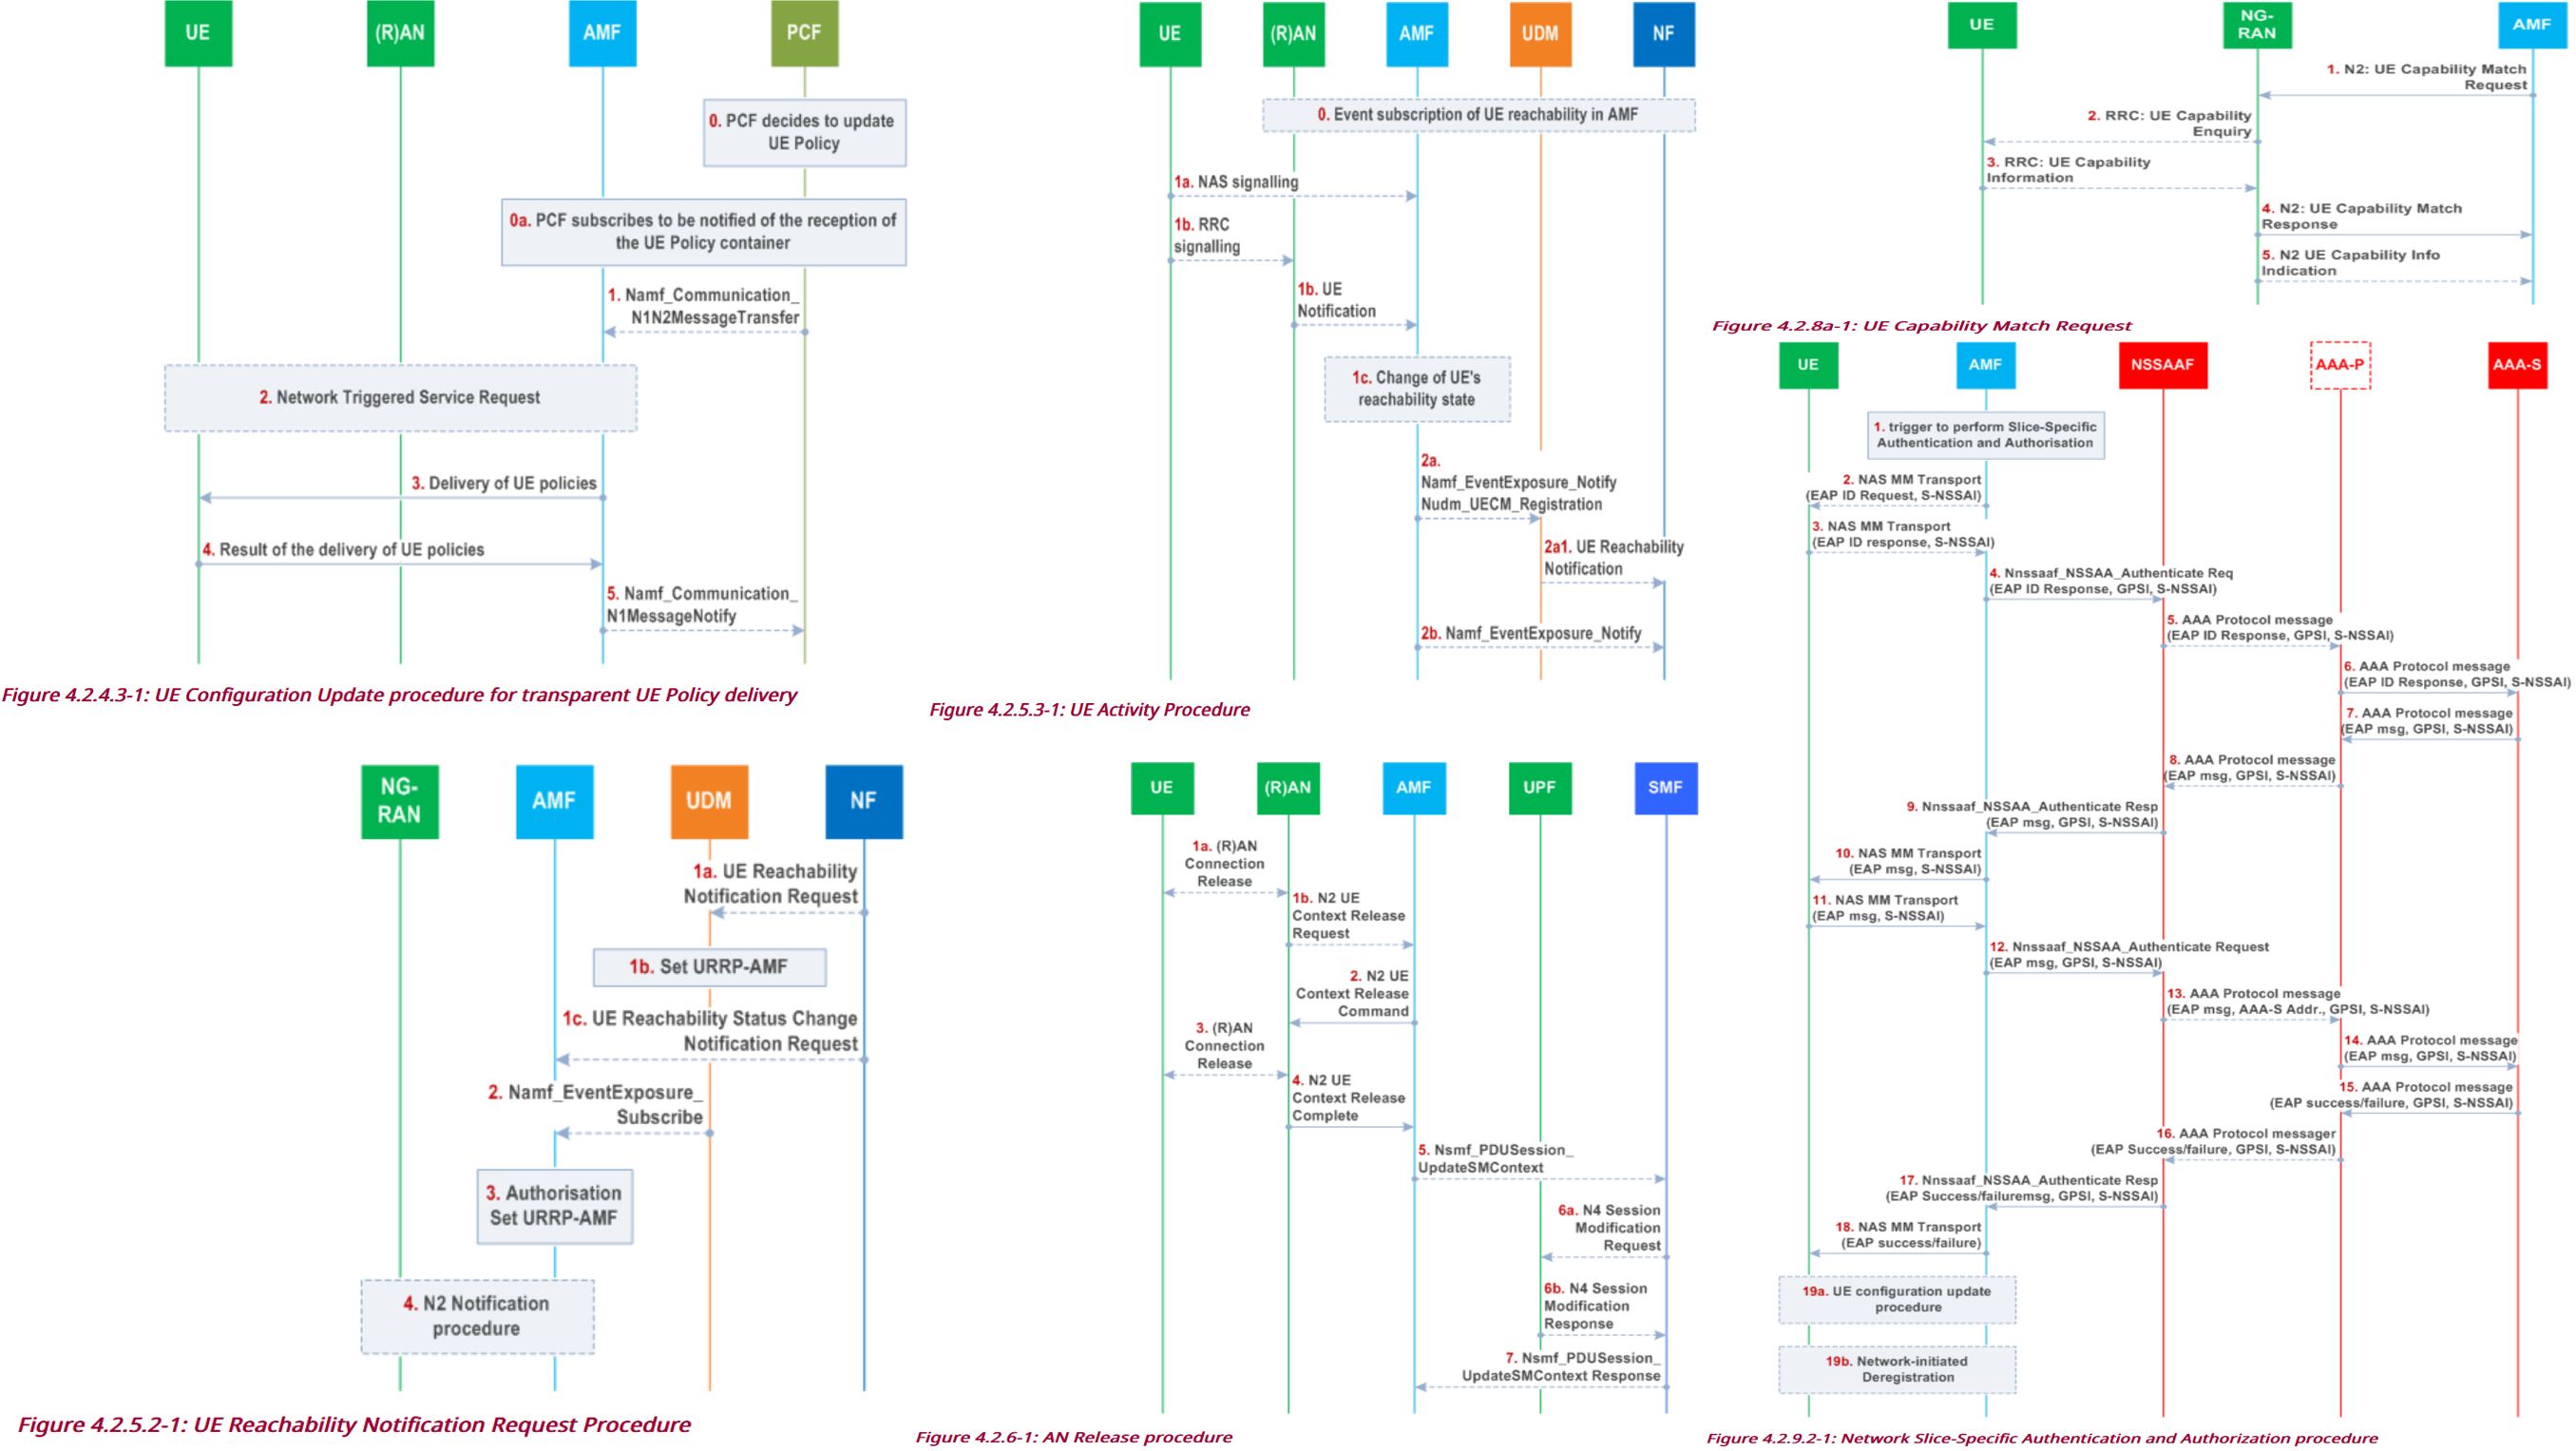 UE
(R)AN
AMF
PCF
0. PCF decides to update
UE Policy
0a. PCF subscribes to be notified of the reception of
the UE Policy container
1. Namf_Communication_
N1N2MessageTransfer
2. Network Triggered Service Request
3. Delivery of UE policies
4. Result of the delivery of UE policies
5. Namf_Communication_
N1MessageNotify
Figure 4.2.4.3-1: UE Configuration Update procedure for transparent UE Policy delivery
UE
(R)AN
AMF
UDM
NF
0. Event subscription of UE reachability in AMF
1a. NAS signalling
1b. RRC
signalling
1b. UE
Notification
1c. Change of UE's
reachability state
2a.
Namf_EventExposure_Notify
Nudm_UECM_Registration
2a1. UE Reachability
Notification
2b. Namf_EventExposure_Notify
Figure 4.2.5.3-1: UE Activity Procedure
UE
NG-
RAN
AMF
1. N2: UE Capability Match
Request
2. RRC: UE Capability
Enquiry
3. RRC: UE Capability
Information
4. N2: UE Capability Match
Response
5. N2 UE Capability Info
Indication
Figure 4.2.8a-1: UE Capability Match Request
NG-
RAN
AMF
UDM
NF
1a. UE Reachability
Notification Request
1b. Set URRP-AMF
1c. UE Reachability Status Change
Notification Request
2. Namf_EventExposure_
Subscribe
3. Authorisation
Set URRP-AMF
4. N2 Notification
procedure
Figure 4.2.5.2-1: UE Reachability Notification Request Procedure
UE
(R)AN
AMF
UPF
SMF
1a. (R)AN
Connection
Release
1b. N2 UE
Context Release
Request
2. N2 UE
Context Release
Command
3. (R)AN
Connection
Release
4. N2 UE
Context Release
Complete
5. Nsmf_PDUSession_
UpdateSMContext
6a. N4 Session
Modification
Request
6b. N4 Session
Modification
Response
7. Nsmf_PDUSession_
UpdateSMContext Response
Figure 4.2.6-1: AN Release procedure
UE
AMF
NSSAAF
AAA-P
AAA-S
1. trigger to perform Slice-Specific
Authentication and Authorisation
2. NAS MM Transport
(EAP ID Request, S-NSSAI)
3. NAS MM Transport
(EAP ID response, S-NSSAI)
4. Nnssaaf_NSSAA_Authenticate Req
(EAP ID Response, GPSI, S-NSSAI)
5. AAA Protocol message
(EAP ID Response, GPSI, S-NSSAI)
6. AAA Protocol message
(EAP ID Response, GPSI, S-NSSAI)
7. AAA Protocol message
(EAP msg, GPSI, S-NSSAI)
8. AAA Protocol message
(EAP msg, GPSI, S-NSSAI)
9. Nnssaaf_NSSAA_Authenticate Resp
(EAP msg, GPSI, S-NSSAI)
10. NAS MM Transport
(EAP msg, S-NSSAI)
11. NAS MM Transport
(EAP msg, S-NSSAI)
12. Nnssaaf_NSSAA_Authenticate Request
(EAP msg, GPSI, S-NSSAI)
13. AAA Protocol message
(EAP msg, AAA-S Addr., GPSI, S-NSSAI)
14. AAA Protocol message
(EAP msg, GPSI, S-NSSAI)
15. AAA Protocol message
(EAP success/failure, GPSI, S-NSSAI)
16. AAA Protocol messager
(EAP Success/failure, GPSI, S-NSSAI)
17. Nnssaaf_NSSAA_Authenticate Resp
(EAP Success/failuremsg, GPSI, S-NSSAI)
18. NAS MM Transport
(EAP success/failure)
19a. UE configuration update
procedure
19b. Network-initiated
Deregistration
Figure 4.2.9.2-1: Network Slice-Specific Authentication and Authorization procedure